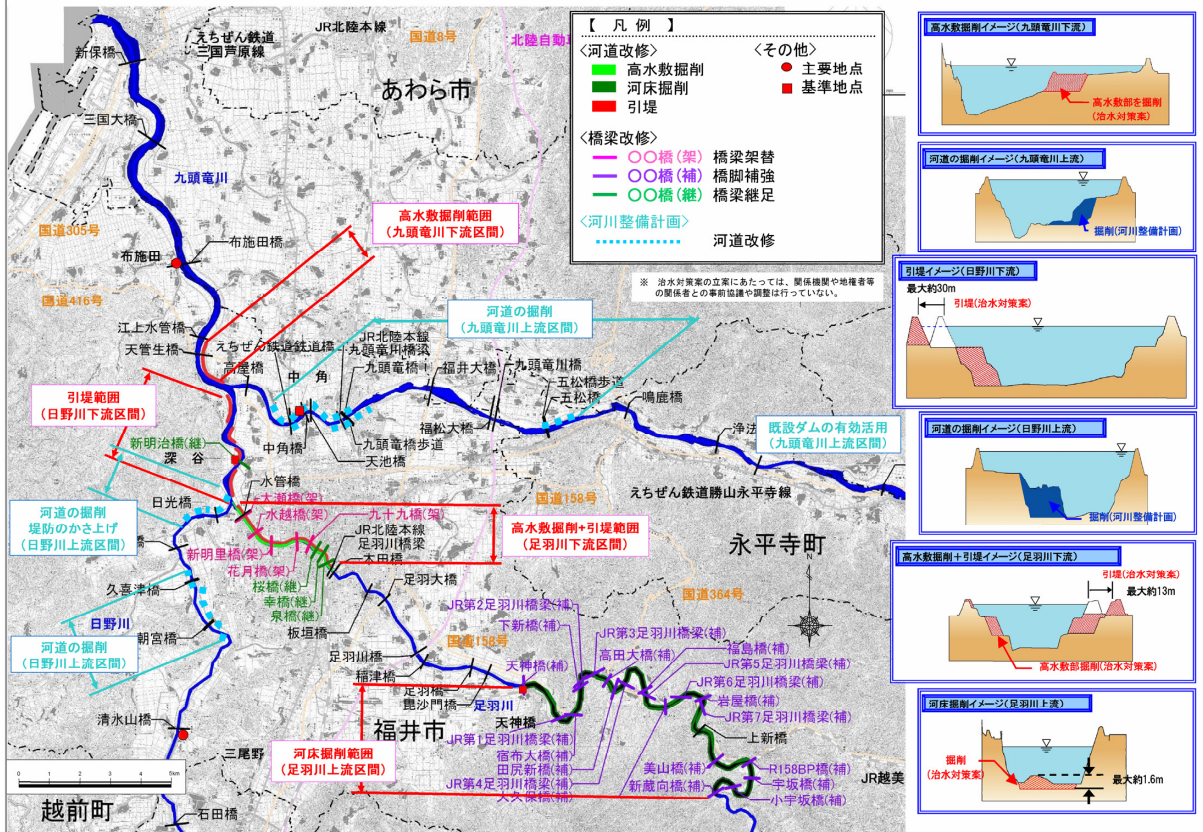 新保橋
えちぜん鉄道
三国芦原線
JR北陸本線
国道8号
北陸自動車
あわら市
三国大橋
九頭竜川
国道305号
布施田橋
布施田
国道416号
高水敷掘削範囲
(九頭竜川下流区間)
江上水管橋
天菅生橋
河道の掘削
(九頭竜川上流区間)
えちぜん鉄道鉄道橋
JR北陸本線
九頭竜川橋梁
高屋橋
中角
九頭竜橋
福井大橋
九頭竜川橋
五松橋歩道
五松橋
鳴鹿橋
引堤範囲
(日野川下流区間)
新明治橋(継)
深谷
中角橋
天池橋
九頭竜橋歩道
福松大橋
浄法
既設ダムの有効活用
(九頭竜川上流区間)
えちぜん鉄道勝山永平寺線
国道158号
水管橋
日光橋
大瀬橋(架)
水越橋(架)
九十九橋(架)
JR北陸本線
足羽川橋梁
木田橋
高水敷掘削+引堤範囲
(足羽川下流区間)
永平寺町
河道の掘削
堤防のかさ上げ
(日野川上流区間)
橋
新明里橋(架)
花月橋(架)
桜橋(継)
幸橋(継)
泉橋(継)
久喜津橋
日野川
朝宮橋
河道の掘削
(日野川上流区間)
板垣橋
足羽大橋
国道364号
国道158号
足羽川橋
稲津橋
足羽橋
毘沙門橋
足羽川
天神橋(補)
天神橋
JR第2足羽川橋梁(補)
下新橋(補)
JR第3足羽川橋梁(補)
高田大橋(補)
福島橋(補)
JR第5足羽川橋梁(補)
JR第6足羽川橋梁(補)
岩屋橋(補)
JR第7足羽川橋梁(補)
上新橋
福井市
清水山橋
三尾野
河床掘削範囲
(足羽川上流区間)
JR第1足羽川橋梁(補)
宿布大橋(補)
田尻新橋(補)
JR第4足羽川橋梁(補)
大久保橋(補)
美山橋(補)
新蔵向橋(補)
R158BP橋(補)
宇坂橋(補)
小宇坂橋(補)
JR越美
0
5km
越前町
石田橋
N
【 凡 例 】
<河道改修>
高水敷掘削
河床掘削
引堤
<その他>
主要地点
基準地点
<橋梁改修>
〇〇橋(架) 橋梁架替
〇〇橋(補) 橋脚補強
〇〇橋(継) 橋梁継足
<河川整備計画>
河道改修
※ 治水対策案の立案にあたっては、関係機関や地権者等
の関係者との事前協議や調整は行っていない。
高水敷掘削イメージ(九頭竜川下流)
高水敷部を掘削
(治水対策案)
河道の掘削イメージ(九頭竜川上流)
掘削(河川整備計画)
引堤イメージ(日野川下流)
最大約30m
引堤(治水対策案)
河道の掘削イメージ(日野川上流)
掘削(河川整備計画)
高水敷掘削+引堤イメージ(足羽川下流)
引堤(治水対策案)
最大約13m
高水敷部掘削(治水対策案)
河床掘削イメージ(足羽川上流)
掘削
(治水対策案)
最大約1.6m